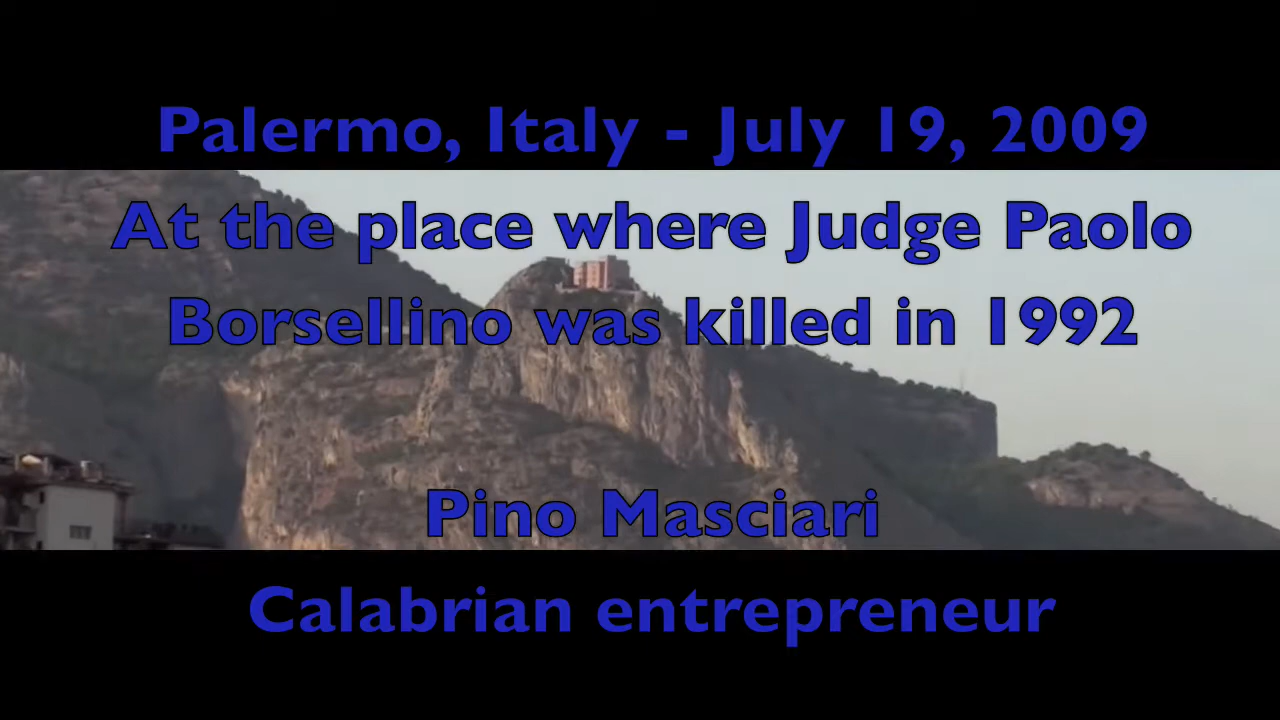 Palermo, Italy - July 19, 2009
At the place where Judge Paolo
Borsellino was killed in 1992
Pino Masciari
Calabrian entrepreneur